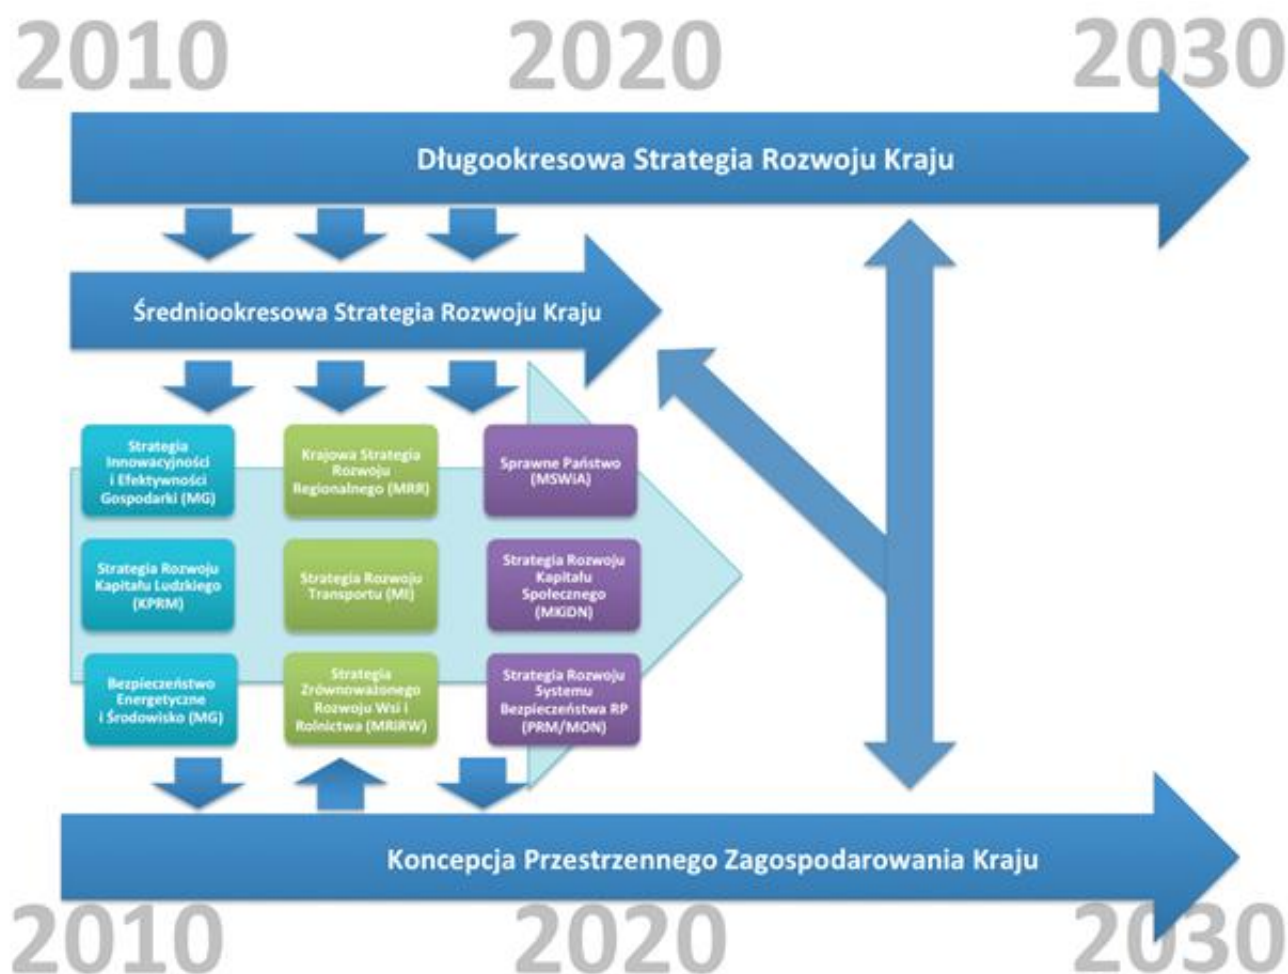 2010 2020 2030
Długookresowa Strategia Rozwoju Kraju
Średniookresowa Strategia Rozwoju Kraju
Strategia
Innowacyjności
i Efektywności
Gospodarki (MG)
Krajowa Strategia
Rozwoju
Regionalnego (MRR)
Sprawne Państwo
(MSWiA)
Strategia Rozwoju
Kapitału Ludzkiego
(KPRM)
Strategia Rozwoju
Transportu (MI)
Strategia Rozwoju
Kapitału
Społecznego
(MKiDN)
Bezpieczeństwo
Energetyczne
i Środowisko (MG)
Strategia
Zrównoważonego
Rozwoju Wsi i
Rolnictwa (MRiRW)
Strategia Rozwoju
Systemu
Bezpieczeństwa RP
(PRM/MON)
Koncepcja Przestrzennego Zagospodarowania Kraju
2010 2020 2030